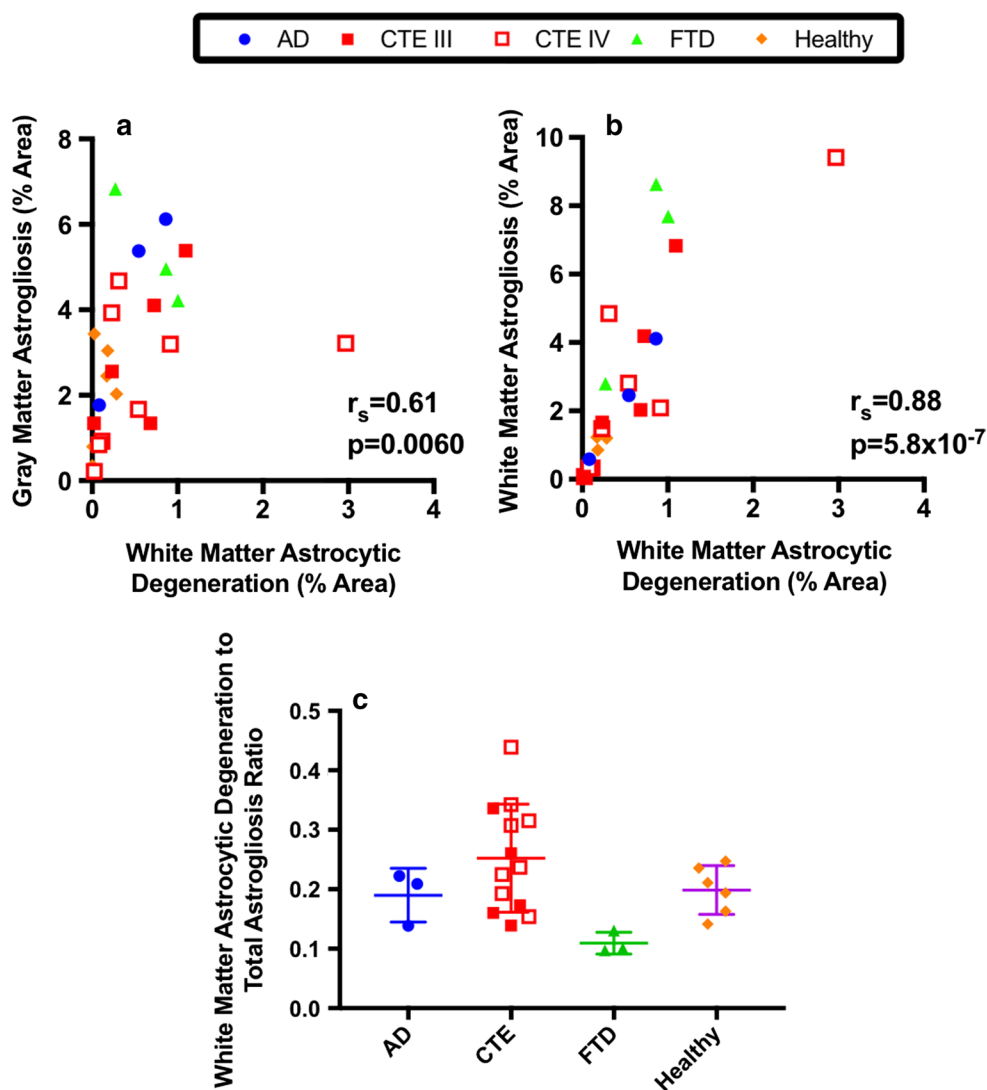 AD CTE III CTE IV FTD Healthy
a
Gray Matter Astrogliosis (% Area)
8
6
4
2
0
0 1 2 3 4
r_s=0.61
p=0.0060
White Matter Astrocytic
Degeneration (% Area)
b
White Matter Astrogliosis (% Area)
10
8
6
4
2
0
0 1 2 3 4
r_s=0.88
p=5.8x10^-7
White Matter Astrocytic
Degeneration (% Area)
c
White Matter Astrocytic Degeneration to
Total Astrogliosis Ratio
0.5
0.4
0.3
0.2
0.1
0.0
AD CTE FTD Healthy